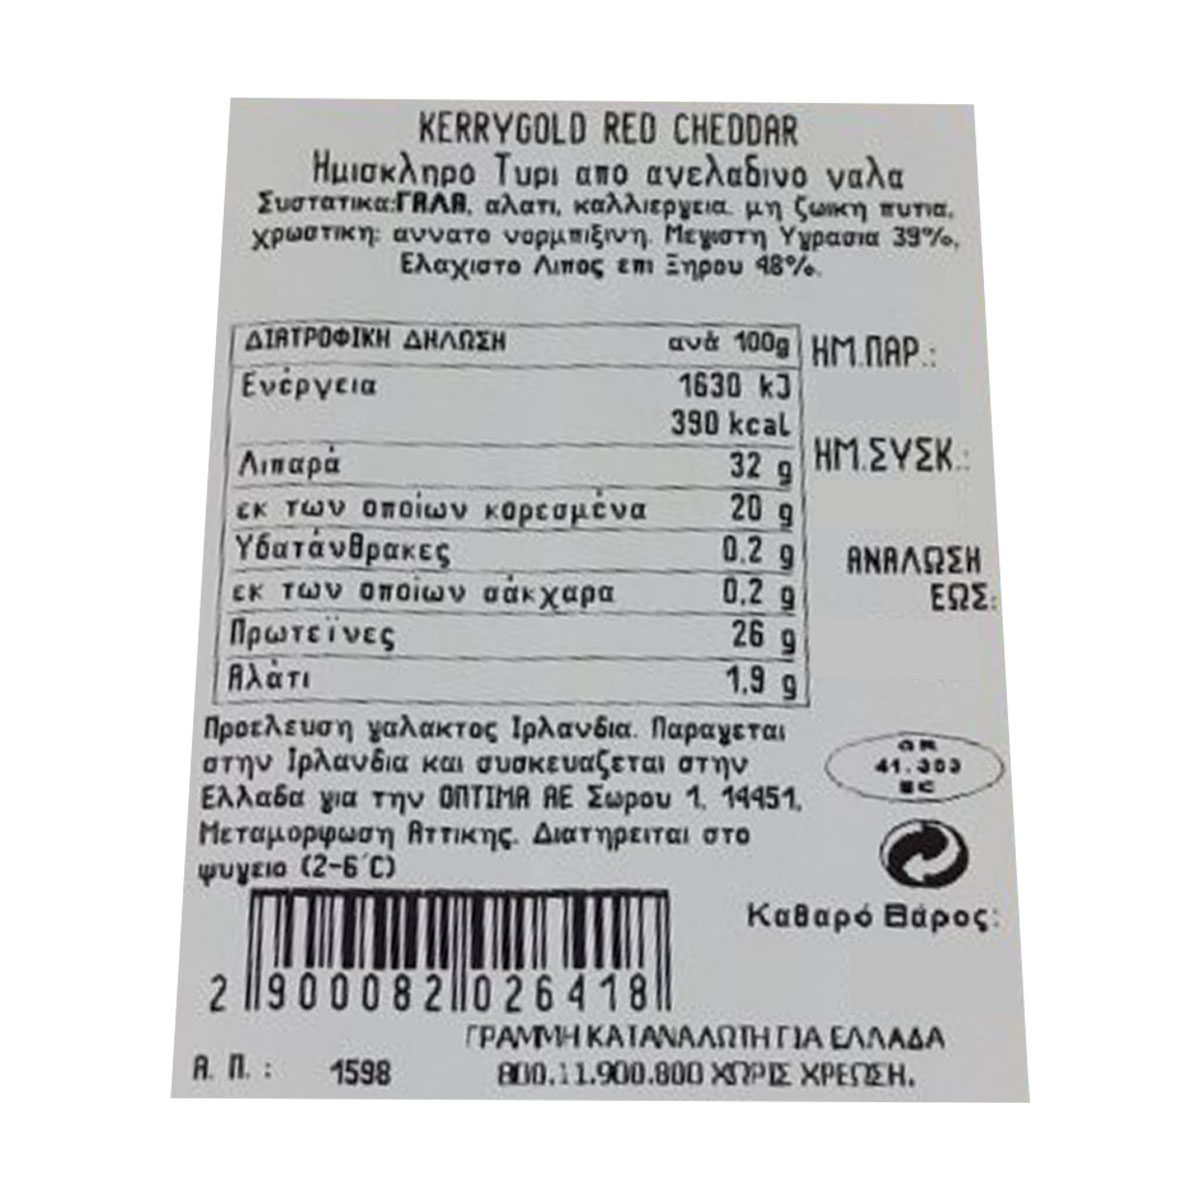 KERRYGOLD RED CHEDDAR
Ημισκληρο Τυρι απο αγελαδινο γαλα
Συστατικα:ΓΑΛΑ, αλατι, καλλιεργεια, μη ζωικη πυτια,
χρωστικη: αννατο νορμπιξινη. Μεγιστη Υγρασια 39%,
Ελαχιστο Λιπος επι Ξηρου 48%.
ΔΙΑΤΡΟΦΙΚΗ ΔΗΛΩΣΗ ανά 100g
Ενέργεια 1630 kJ
390 kcal
Λιπαρά 32 g
εκ των οποίων κορεσμένα 20 g
Υδατάνθρακες 0,2 g
εκ των οποίων σάκχαρα 0,2 g
Πρωτεΐνες 26 g
Αλάτι 1,9 g
ΗΜ.ΠΑΡ.:
ΗΜ.ΣΥΣΚ.:
ΑΝΑΛΩΣΗ
ΕΩΣ:
Προελευση γαλακτος Ιρλανδια. Παραγεται
στην Ιρλανδια και συσκευαζεται στην
Ελλαδα για την ΟΠΤΙΜΑ ΑΕ Σωρου 1, 14451,
Μεταμορφωση Αττικης. Διατηρειται στο
ψυγειο (2-6´C)
GR
41.303
EC
Καθαρό Βάρος:
2 900082 026418
ΓΡΑΜΜΗ ΚΑΤΑΝΑΛΩΤΗ ΓΙΑ ΕΛΛΑΔΑ
800.11.900.800 ΧΩΡΙΣ ΧΡΕΩΣΗ.
Α. Π. : 1598